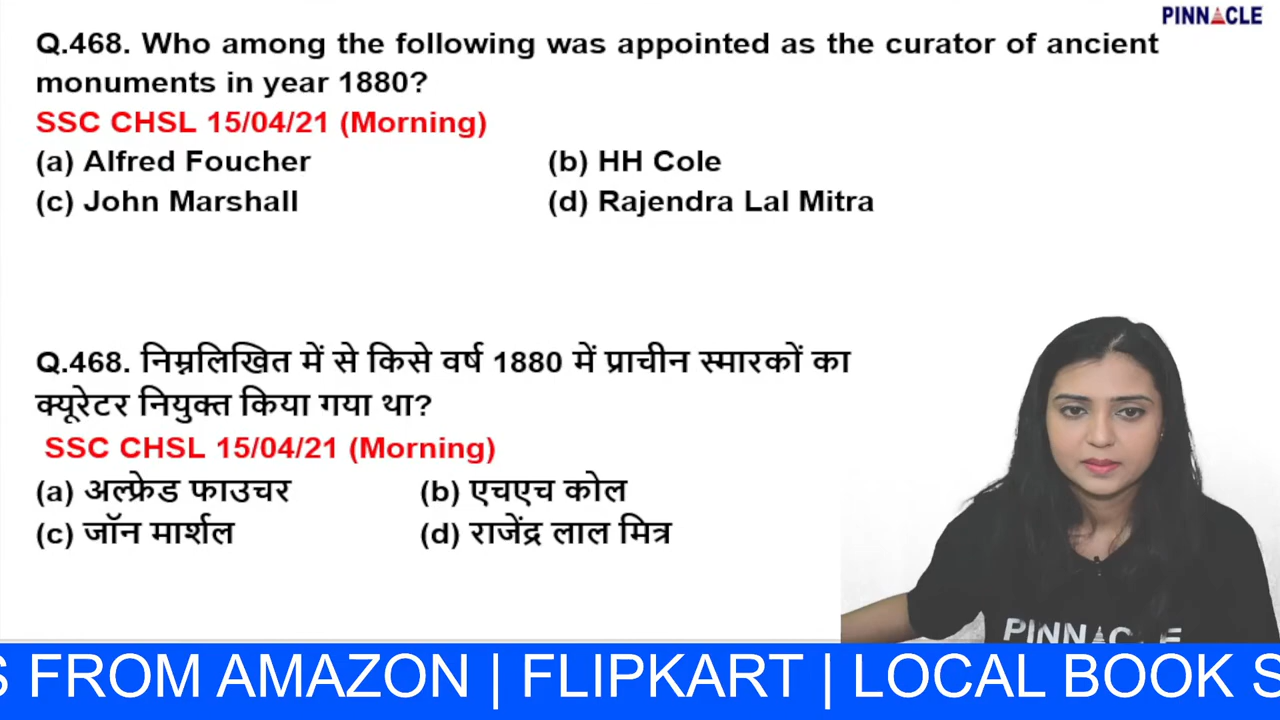 PINNACLE
Q.468. Who among the following was appointed as the curator of ancient
monuments in year 1880?
SSC CHSL 15/04/21 (Morning)
(a) Alfred Foucher (b) HH Cole
(c) John Marshall (d) Rajendra Lal Mitra
Q.468. निम्नलिखित में से किसे वर्ष 1880 में प्राचीन स्मारकों का
क्यूरेटर नियुक्त किया गया था?
SSC CHSL 15/04/21 (Morning)
(a) अल्फ्रेड फाउचर (b) एचएच कोल
(c) जॉन मार्शल (d) राजेंद्र लाल मित्र
PINNACLE
S FROM AMAZON | FLIPKART | LOCAL BOOK S